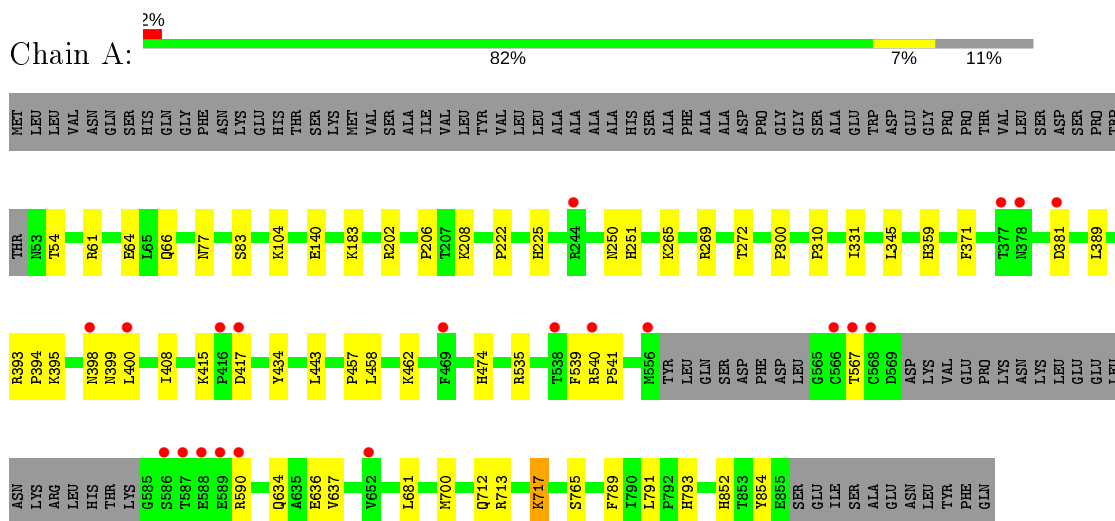 2%
Chain A:
82% 7% 11%
MET LEU LEU VAL ASN GLN SER HIS GLN GLY PHE ASN LYS GLU HIS THR SER LYS MET VAL SER ALA ILE VAL LEU TYR VAL LEU LEU ALA ALA ALA ALA HIS SER ALA PHE ALA ALA ASP PRO GLY GLY SER ALA GLU TRP ASP GLU GLY PRO PRO THR VAL LEU SER ASP SER PRO TRP
THR N53 T54 R61 E64 L65 Q66 N77 S83 K104 E140 K183 R202 P206 T207 K208 P222 H225 R244 N250 H251 K265 R269 T272 P300 P310 I331 L345 H359 F371 T377 N378 D381 L389
R393 P394 K395 N398 N399 L400 I408 K415 P416 D417 Y434 L443 P457 L458 K462 F469 H474 R535 T538 F539 R540 P541 M556 TYR LEU GLN SER ASP PHE ASP LEU G565 C566 T567 C568 D569 ASP LYS VAL GLU PRO LYS ASN LYS LEU GLU GLU LEU
ASN LYS ARG LEU HIS THR LYS G585 S586 T587 E588 E589 R590 Q634 A635 E636 V637 V652 L681 M700 Q712 R713 K717 S765 F789 I790 L791 P792 H793 H852 T853 Y854 E855 SER GLU ILE SER ALA GLU ASN LEU TYR PHE GLN